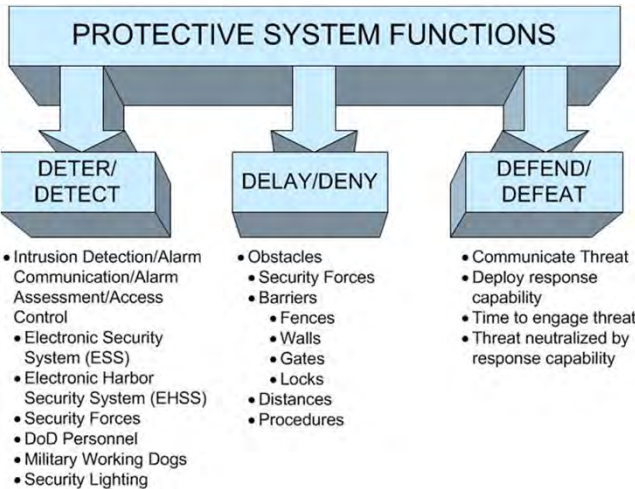 PROTECTIVE SYSTEM FUNCTIONS
DETER/
DETECT
• Intrusion Detection/Alarm
Communication/Alarm
Assessment/Access
Control
• Electronic Security
System (ESS)
• Electronic Harbor
Security System (EHSS)
• Security Forces
• DoD Personnel
• Military Working Dogs
• Security Lighting
DELAY/DENY
• Obstacles
• Security Forces
• Barriers
• Fences
• Walls
• Gates
• Locks
• Distances
• Procedures
DEFEND/
DEFEAT
• Communicate Threat
• Deploy response
capability
• Time to engage threat
• Threat neutralized by
response capability